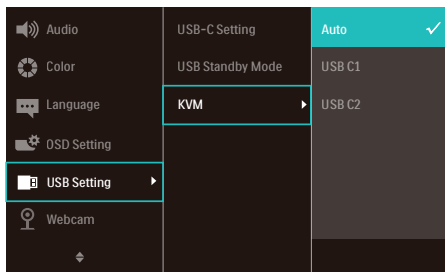 Audio
Color
Language
OSD Setting
USB Setting
Webcam
USB-C Setting
USB Standby Mode
KVM
Auto
USB C1
USB C2